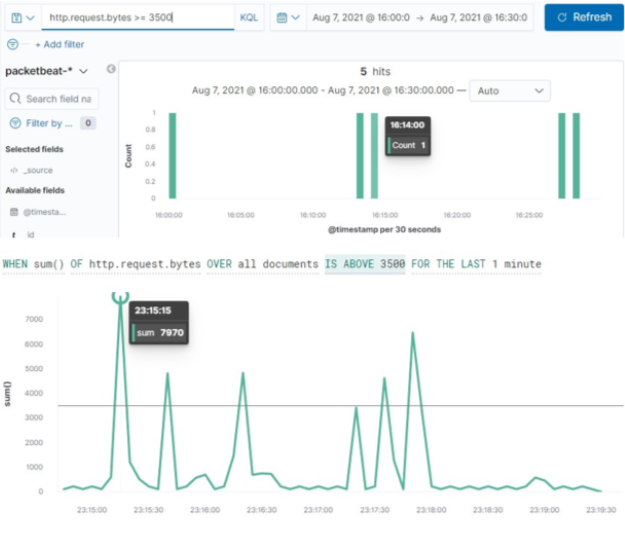 http.request.bytes >= 3500 KQL Aug 7, 2021 @ 16:00:0 → Aug 7, 2021 @ 16:30:0 Refresh
+ Add filter
packetbeat-*
5 hits
Aug 7, 2021 @ 16:00:00.000 - Aug 7, 2021 @ 16:30:00.000 — Auto
Search field na
Filter by ... 0
Selected fields
</> _source
Available fields
@timesta...
t id
Count
1
0.8
0.6
0.4
0.2
0
16:14:00
Count 1
16:00:00 16:05:00 16:10:00 16:15:00 16:20:00 16:25:00
@timestamp per 30 seconds
WHEN sum() OF http.request.bytes OVER all documents IS ABOVE 3500 FOR THE LAST 1 minute
sum()
7000
6000
5000
4000
3000
2000
1000
0
23:15:15
sum 7970
23:15:00 23:15:30 23:16:00 23:16:30 23:17:00 23:17:30 23:18:00 23:18:30 23:19:00 23:19:30